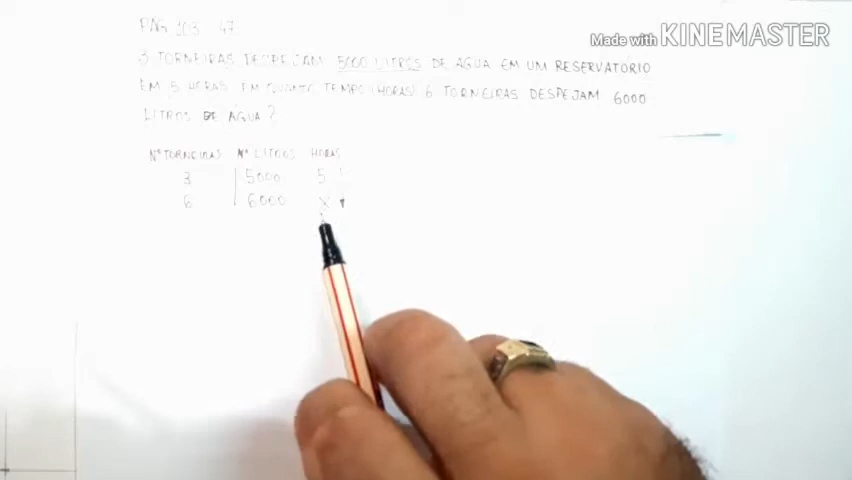 PAG 103 47
Made with KINEMASTER
3 TORNEIRAS DESPEJAM 5000 LITROS DE AGUA EM UM RESERVATÓRIO
EM 5 HORAS EM QUANTO TEMPO (HORAS) 6 TORNEIRAS DESPEJAM 6000
LITROS DE AGUA?
Nº TORNEIRAS Nº LITROS HORAS
3 5000 5
6 6000 X